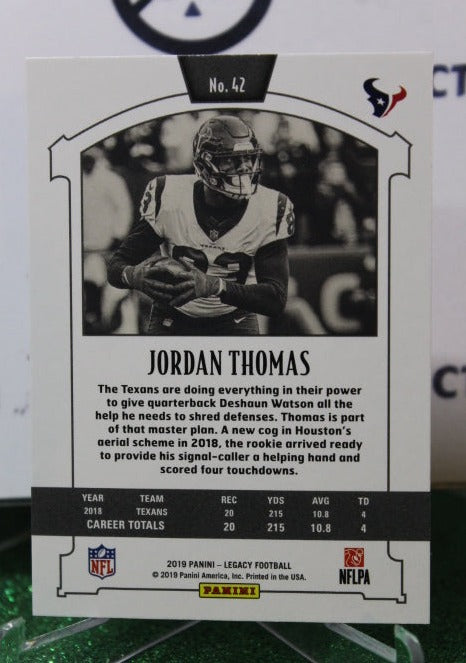 No. 42
83
JORDAN THOMAS
The Texans are doing everything in their power
to give quarterback Deshaun Watson all the
help he needs to shred defenses. Thomas is part
of that master plan. A new cog in Houston's
aerial scheme in 2018, the rookie arrived ready
to provide his signal-caller a helping hand and
scored four touchdowns.
YEAR TEAM REC YDS AVG TD
2018 TEXANS 20 215 10.8 4
CAREER TOTALS 20 215 10.8 4
2019 PANINI – LEGACY FOOTBALL
© 2019 Panini America, Inc. Printed in the USA.
NFL
PANINI
NFLPA